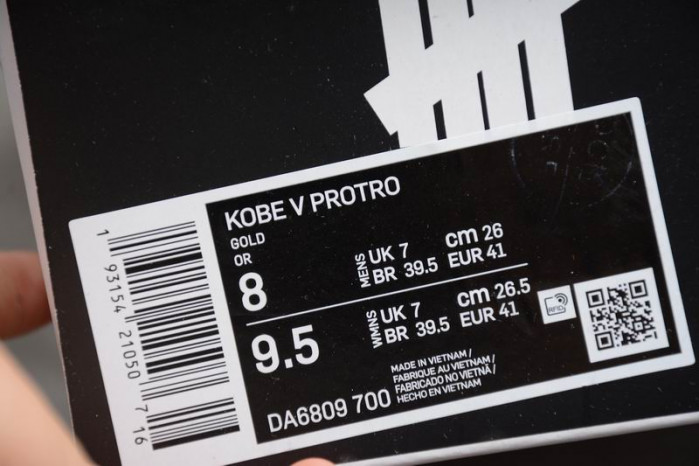 KOBE V PROTRO
GOLD
OR
8
MENS
UK 7
cm 26
BR 39.5
EUR 41
9.5
WMNS
UK 7
cm 26.5
BR 39.5
EUR 41
RFID
MADE IN VIETNAM /
FABRIQUE AU VIETNAM /
FABRICADO NO VIETNÃ /
HECHO EN VIETNAM
DA6809 700
1 93154 21050 7 16